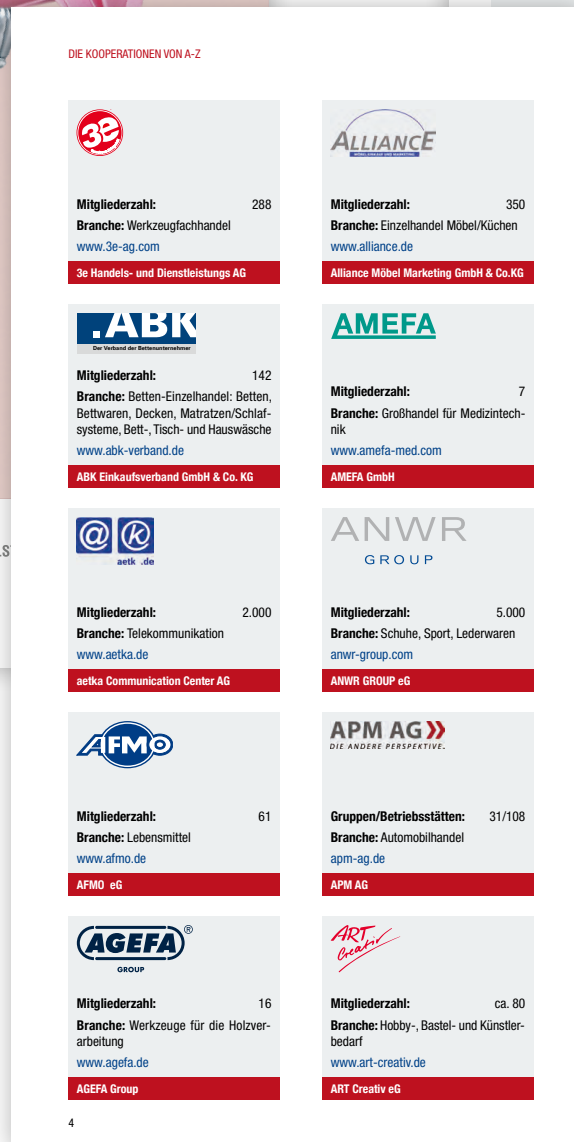 DIE KOOPERATIONEN VON A-Z
3e
Mitgliederzahl: 288
Branche: Werkzeugfachhandel
www.3e-ag.com
3e Handels- und Dienstleistungs AG
ALLIANCE
MÖBELEINKAUF UND MARKETING
Mitgliederzahl: 350
Branche: Einzelhandel Möbel/Küchen
www.alliance.de
Alliance Möbel Marketing GmbH & Co.KG
.ABK
Der Verband der Bettenunternehmer
Mitgliederzahl: 142
Branche: Betten-Einzelhandel: Betten,
Bettwaren, Decken, Matratzen/Schlaf-
systeme, Bett-, Tisch- und Hauswäsche
www.abk-verband.de
ABK Einkaufsverband GmbH & Co. KG
AMEFA
Mitgliederzahl: 7
Branche: Großhandel für Medizintech-
nik
www.amefa-med.com
AMEFA GmbH
@ k
aetk .de
Mitgliederzahl: 2.000
Branche: Telekommunikation
www.aetka.de
aetka Communication Center AG
ANWR
GROUP
Mitgliederzahl: 5.000
Branche: Schuhe, Sport, Lederwaren
anwr-group.com
ANWR GROUP eG
AFMO
Mitgliederzahl: 61
Branche: Lebensmittel
www.afmo.de
AFMO eG
APM AG
DIE ANDERE PERSPEKTIVE.
Gruppen/Betriebsstätten: 31/108
Branche: Automobilhandel
apm-ag.de
APM AG
AGEFA ®
GROUP
Mitgliederzahl: 16
Branche: Werkzeuge für die Holzver-
arbeitung
www.agefa.de
AGEFA Group
ART
Creativ
Mitgliederzahl: ca. 80
Branche: Hobby-, Bastel- und Künstler-
bedarf
www.art-creativ.de
ART Creativ eG
4